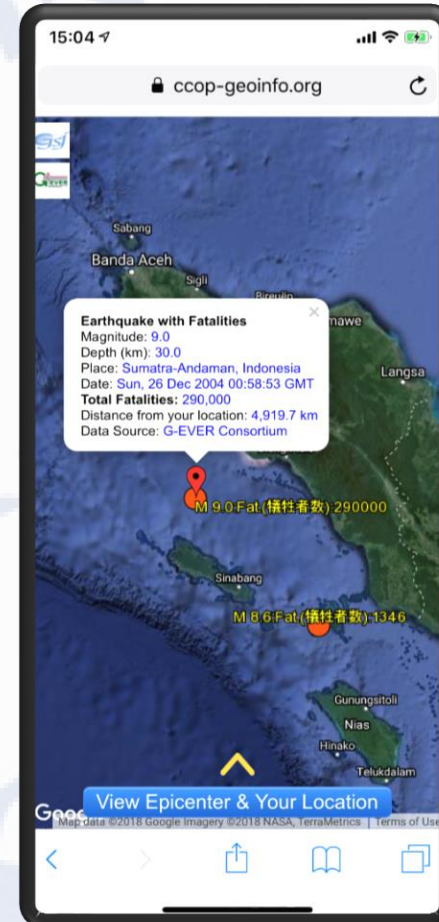 15:04
ccop-geoinfo.org
GSJ
Sabang
Banda Aceh
Sigli
Bireuën
Langsa
×
Earthquake with Fatalities
Magnitude: 9.0
Depth (km): 30.0
Place: Sumatra-Andaman, Indonesia
Date: Sun, 26 Dec 2004 00:58:53 GMT
Total Fatalities: 290,000
Distance from your location: 4,919.7 km
Data Source: G-EVER Consortium
M 9.0 Fat.(犠牲者数) 290000
Sinabang
M 8.6 Fat.(犠牲者数) 1346
Gunungsitoli
Nias
Hinako
Telukdalam
View Epicenter & Your Location
Map data ©2018 Google Imagery ©2018 NASA, TerraMetrics
Terms of Use